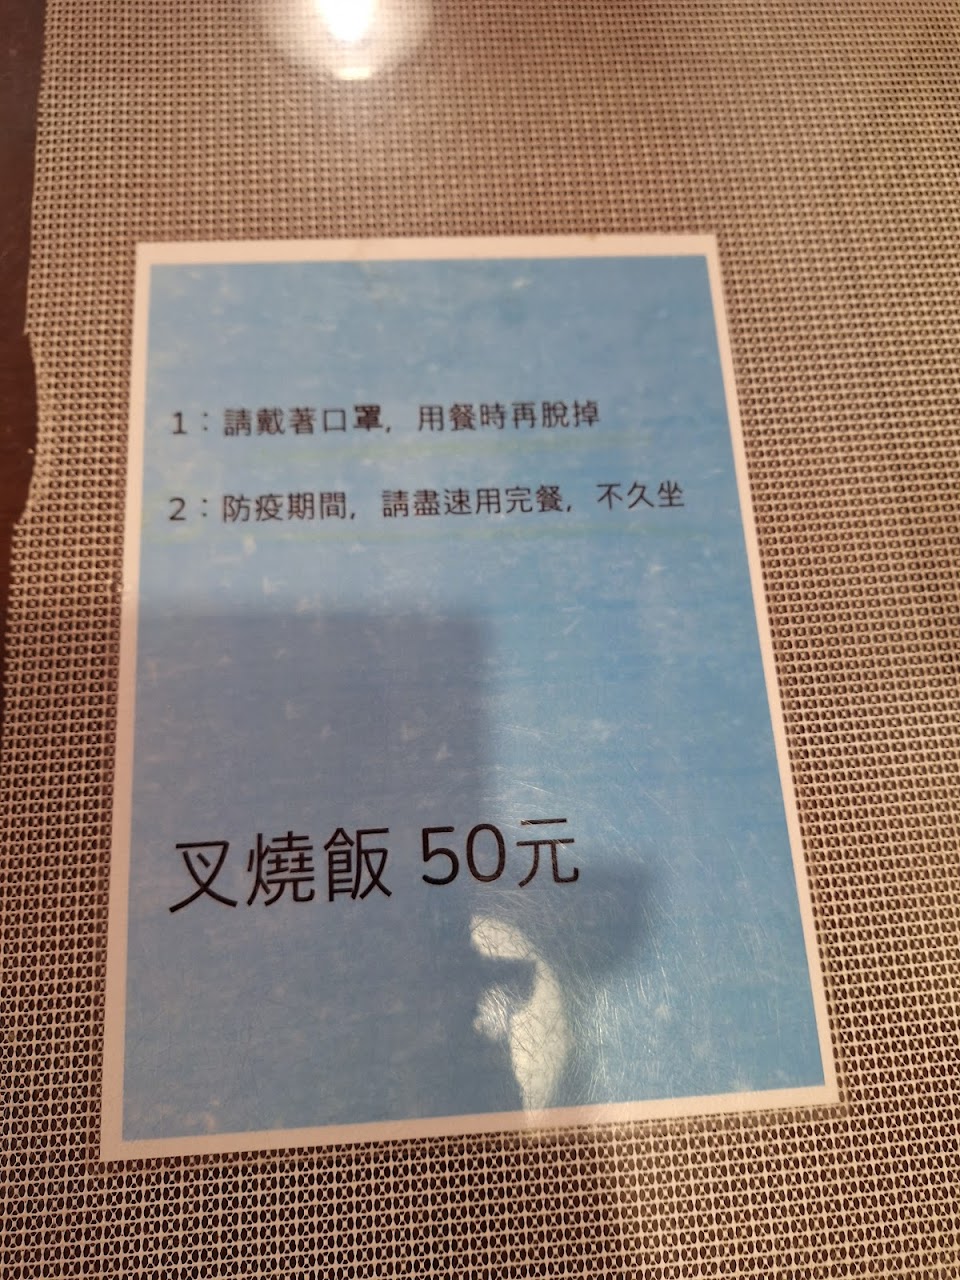 1：請戴著口罩，用餐時再脫掉
2：防疫期間，請盡速用完餐，不久坐
叉燒飯 50元